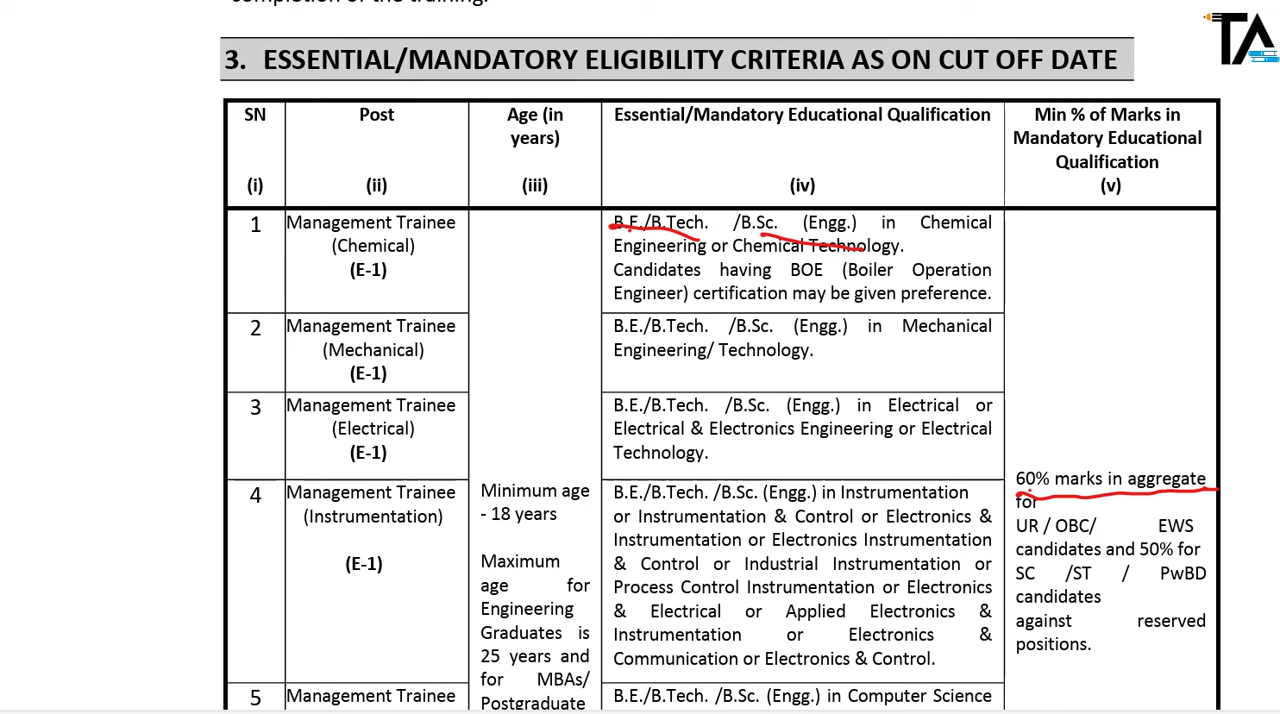 completion of the training.
TA
3. ESSENTIAL/MANDATORY ELIGIBILITY CRITERIA AS ON CUT OFF DATE
SN
(i)
Post
(ii)
Age (in
years)
(iii)
Essential/Mandatory Educational Qualification
(iv)
Min % of Marks in
Mandatory Educational
Qualification
(v)
1
Management Trainee
(Chemical)
(E-1)
B.E./B.Tech. /B.Sc. (Engg.) in Chemical
Engineering or Chemical Technology.
Candidates having BOE (Boiler Operation
Engineer) certification may be given preference.
2
Management Trainee
(Mechanical)
(E-1)
B.E./B.Tech. /B.Sc. (Engg.) in Mechanical
Engineering/ Technology.
3
Management Trainee
(Electrical)
(E-1)
B.E./B.Tech. /B.Sc. (Engg.) in Electrical or
Electrical & Electronics Engineering or Electrical
Technology.
4
Management Trainee
(Instrumentation)
(E-1)
B.E./B.Tech. /B.Sc. (Engg.) in Instrumentation
or Instrumentation & Control or Electronics &
Instrumentation or Electronics Instrumentation
& Control or Industrial Instrumentation or
Process Control Instrumentation or Electronics
& Electrical or Applied Electronics &
Instrumentation or Electronics &
Communication or Electronics & Control.
5
Management Trainee
B.E./B.Tech. /B.Sc. (Engg.) in Computer Science
Minimum age
- 18 years
Maximum
age for
Engineering
Graduates is
25 years and
for MBAs/
Postgraduate
60% marks in aggregate
for
UR / OBC/ EWS
candidates and 50% for
SC /ST / PwBD
candidates
against reserved
positions.